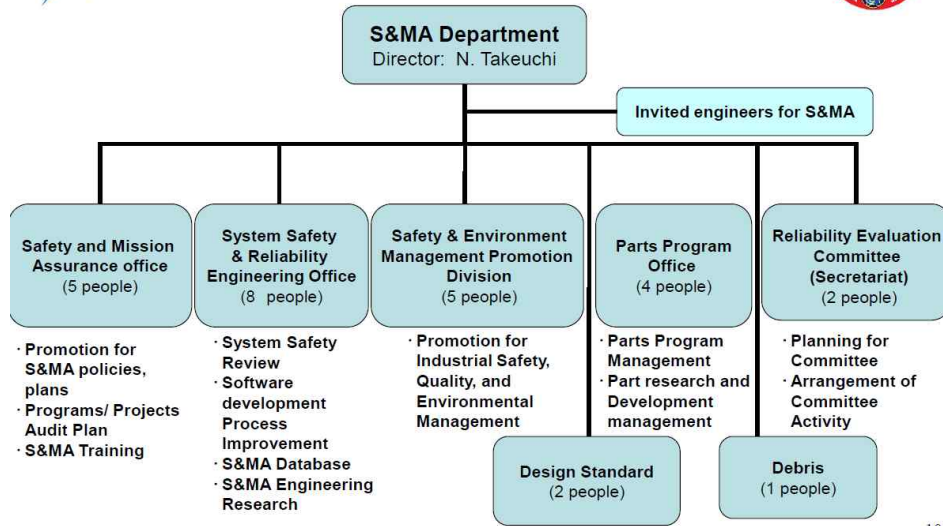 S&MA Department
Director:  N. Takeuchi
Invited engineers for S&MA
Safety and Mission
Assurance office
(5 people)
System Safety
& Reliability
Engineering Office
(8  people)
Safety & Environment
Management Promotion
Division
(5 people)
Parts Program
Office
(4 people)
Reliability Evaluation
Committee
(Secretariat)
(2 people)
· Promotion for
S&MA policies,
plans
· Programs/ Projects
Audit Plan
· S&MA Training
· System Safety
Review
· Software
development
Process
Improvement
· S&MA Database
· S&MA Engineering
Research
· Promotion for
Industrial Safety,
Quality, and
Environmental
Management
· Parts Program
Management
· Part research and
Development
management
· Planning for
Committee
· Arrangement of
Committee
Activity
Design Standard
(2 people)
Debris
(1 people)